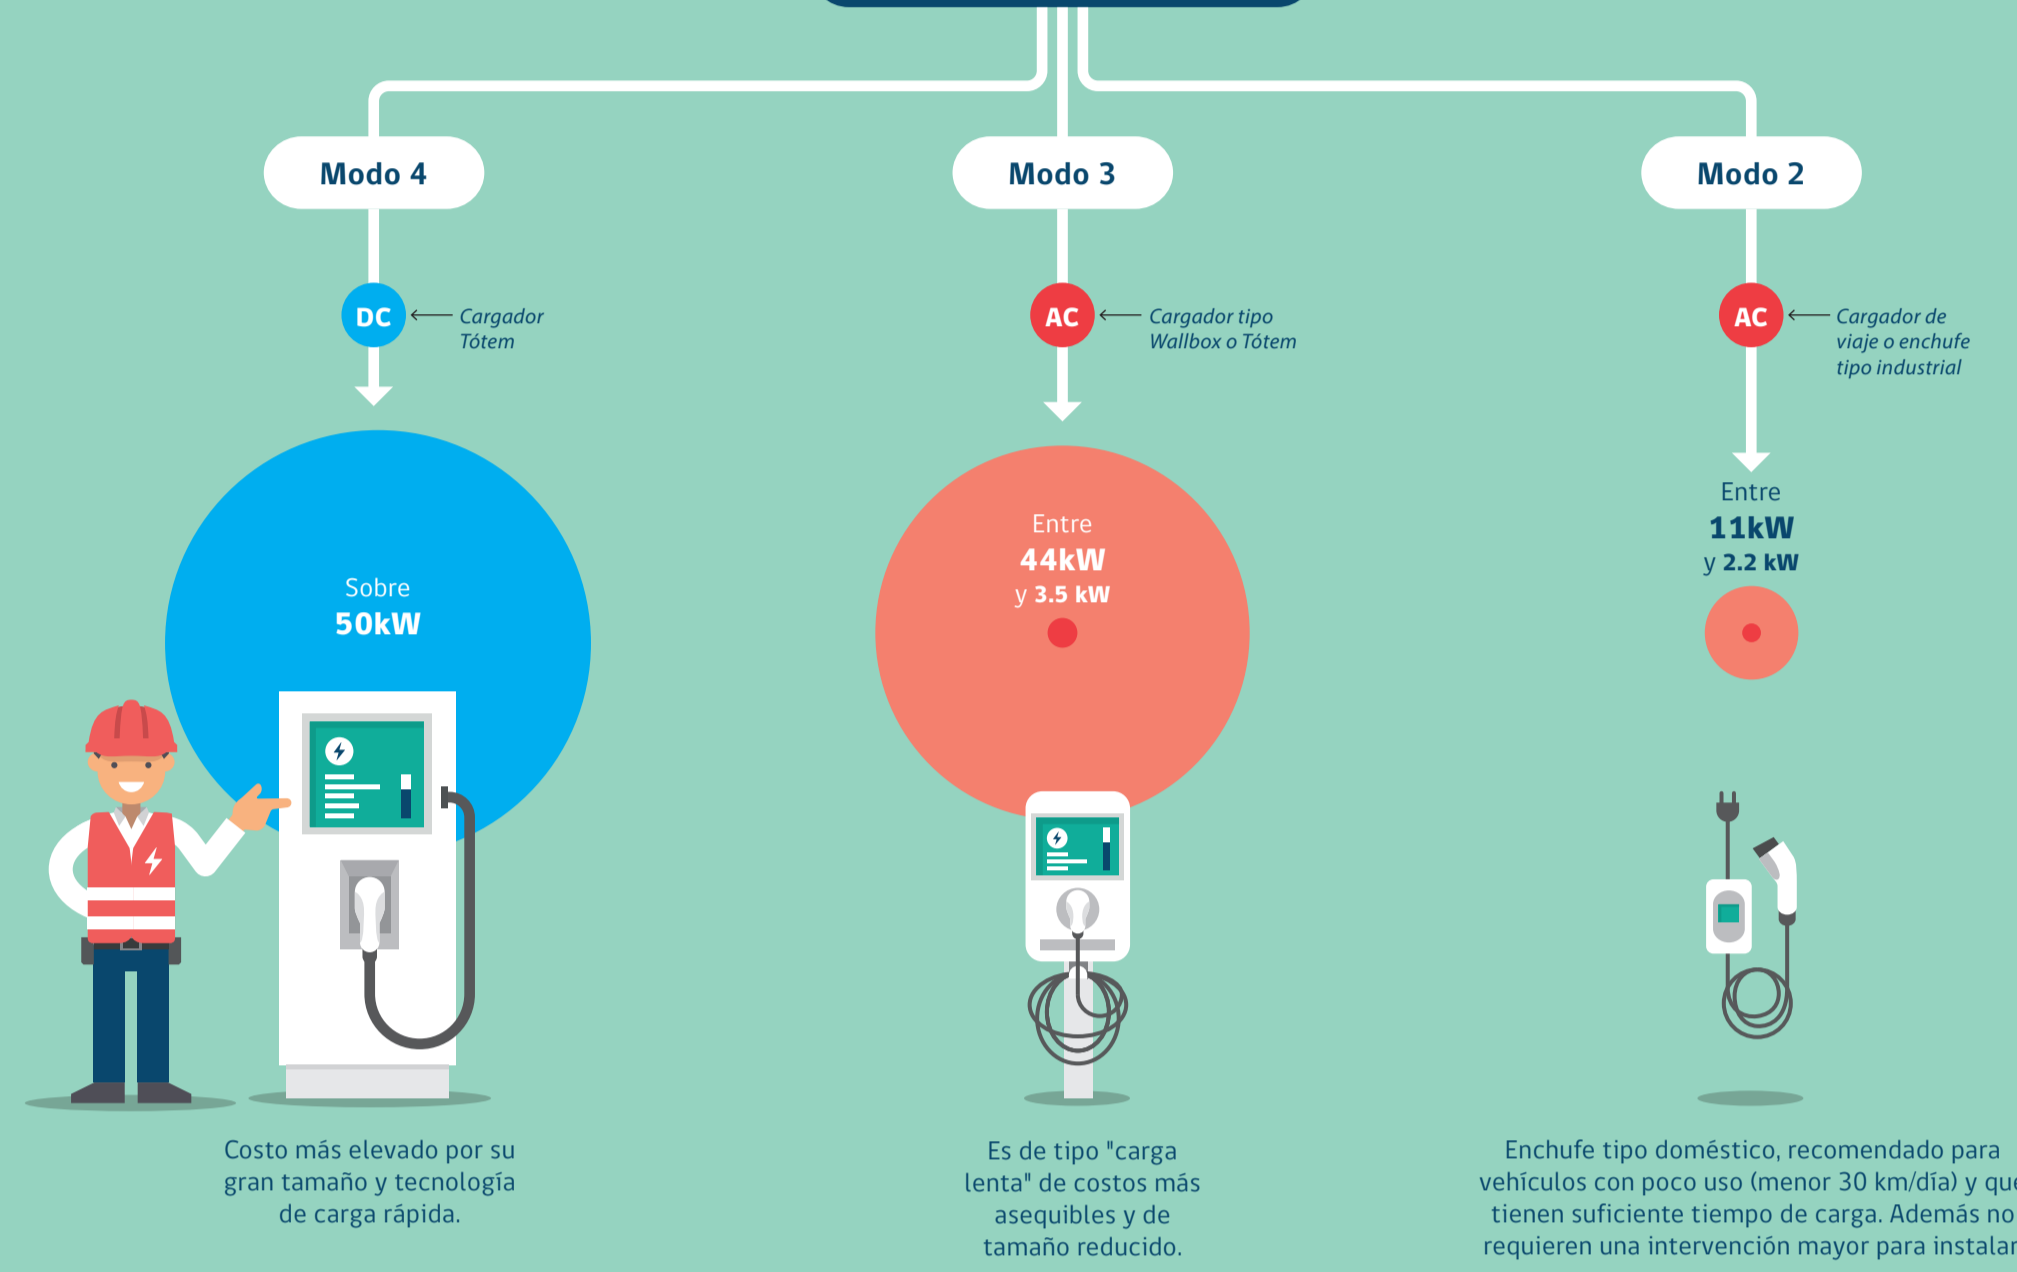 Modo 4
DC
Cargador
Tótem
Sobre
50kW
Costo más elevado por su
gran tamaño y tecnología
de carga rápida.
Modo 3
AC
Cargador tipo
Wallbox o Tótem
Entre
44kW
y 3.5 kW
Es de tipo "carga
lenta" de costos más
asequibles y de
tamaño reducido.
Modo 2
AC
Cargador de
viaje o enchufe
tipo industrial
Entre
11kW
y 2.2 kW
Enchufe tipo doméstico, recomendado para
vehículos con poco uso (menor 30 km/día) y que
tienen suficiente tiempo de carga. Además no
requieren una intervención mayor para instalar